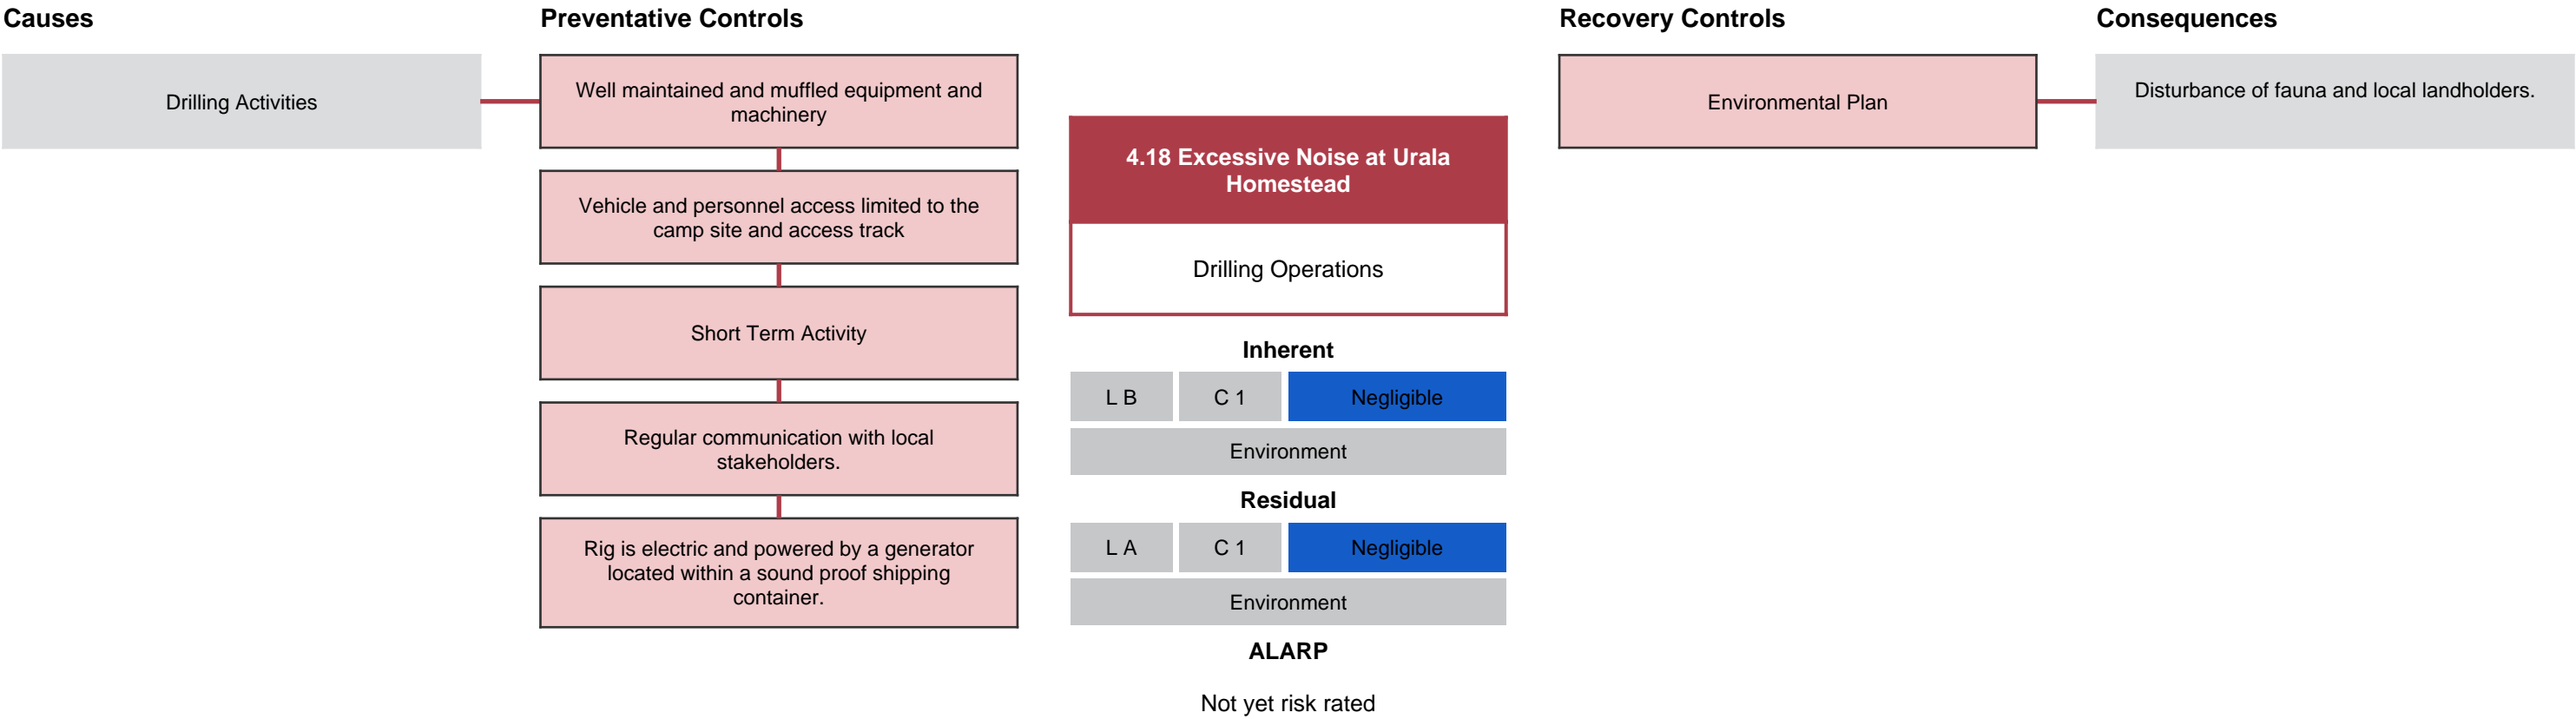 Causes
Drilling Activities
Preventative Controls
Well maintained and muffled equipment and
machinery
Vehicle and personnel access limited to the
camp site and access track
Short Term Activity
Regular communication with local
stakeholders.
Rig is electric and powered by a generator
located within a sound proof shipping
container.
4.18 Excessive Noise at Urala
Homestead
Drilling Operations
Inherent
L B
C 1
Negligible
Environment
Residual
L A
C 1
Negligible
Environment
ALARP
Not yet risk rated
Recovery Controls
Environmental Plan
Consequences
Disturbance of fauna and local landholders.